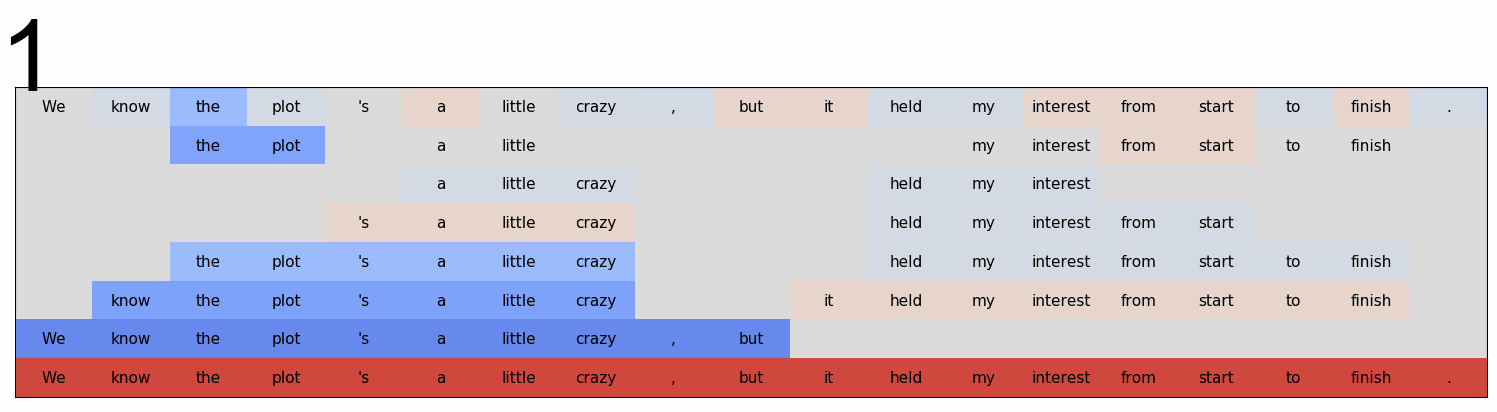 1
We know the plot 's a little crazy , but it held my interest from start to finish .
the plot a little my interest from start to finish
a little crazy held my interest
's a little crazy held my interest from start
the plot 's a little crazy held my interest from start to finish
know the plot 's a little crazy it held my interest from start to finish
We know the plot 's a little crazy , but
We know the plot 's a little crazy , but it held my interest from start to finish .